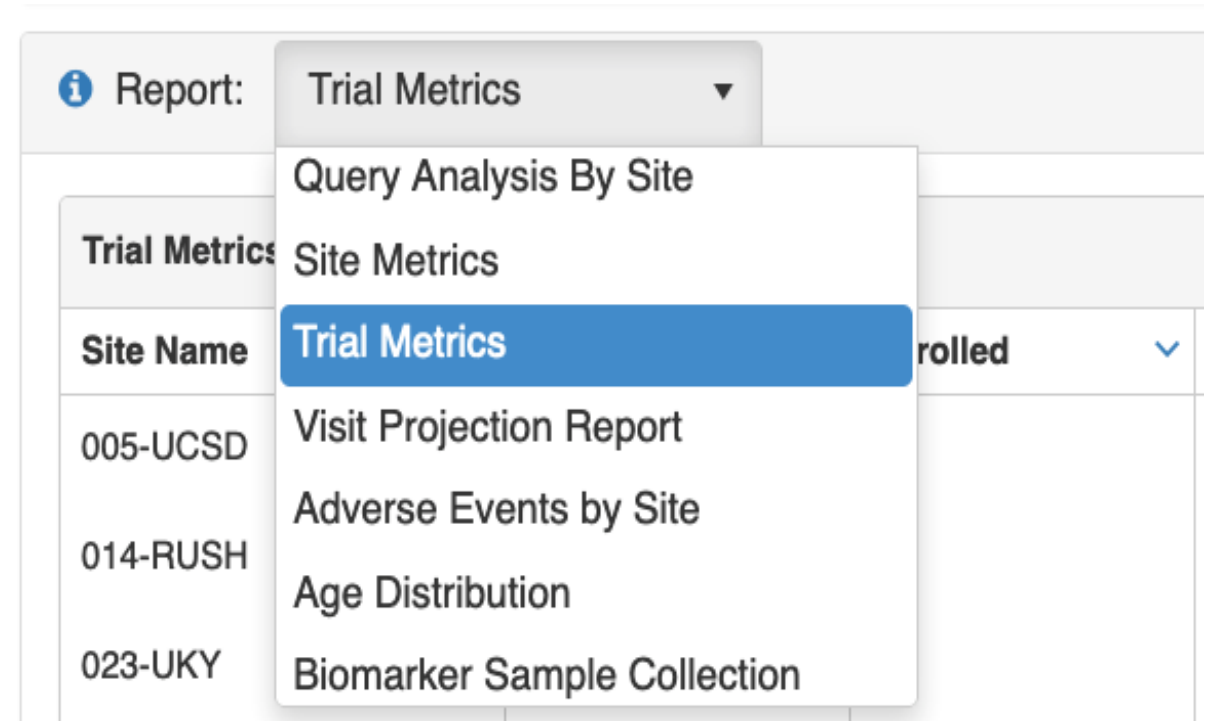 Report: Trial Metrics
Query Analysis By Site
Trial Metrics
Site Metrics
Site Name
Trial Metrics
rolled
Visit Projection Report
005-UCSD
Adverse Events by Site
014-RUSH
Age Distribution
023-UKY
Biomarker Sample Collection